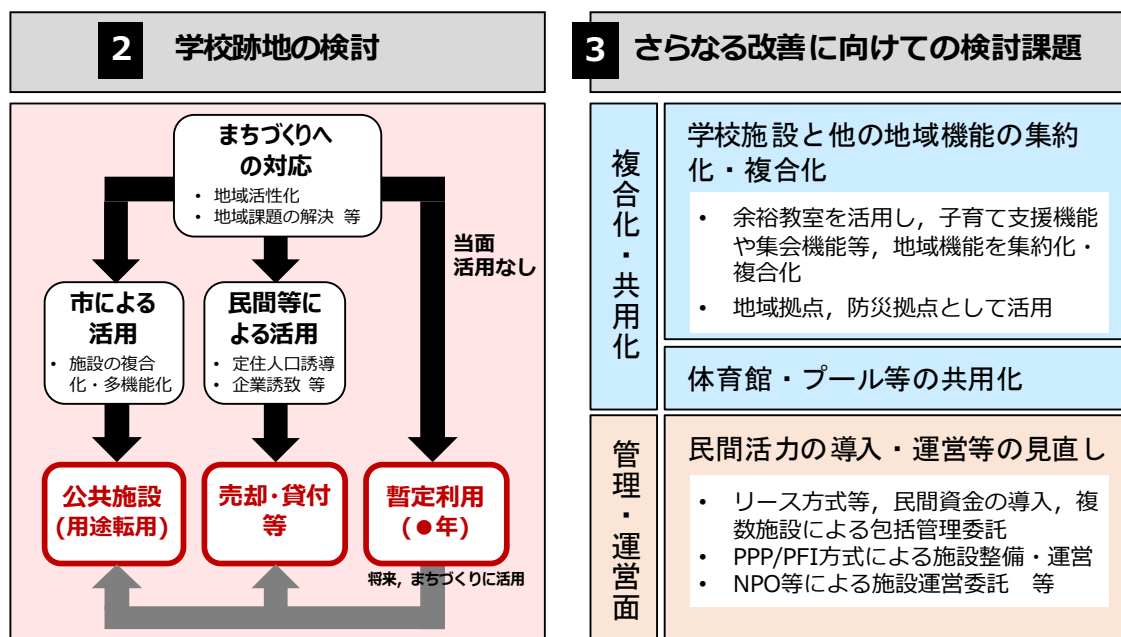 2 学校跡地の検討
まちづくりへ
の対応
• 地域活性化
• 地域課題の解決 等
当面
活用なし
市による
活用
• 施設の複合
化・多機能化
民間等に
よる活用
• 定住人口誘導
• 企業誘致 等
公共施設
(用途転用)
売却・貸付
等
暫定利用
(●年)
将来，まちづくりに活用
3 さらなる改善に向けての検討課題
複合化・共用化
学校施設と他の地域機能の集約
化・複合化
• 余裕教室を活用し，子育て支援機能
や集会機能等，地域機能を集約化・
複合化
• 地域拠点，防災拠点として活用
体育館・プール等の共用化
管理・運営面
民間活力の導入・運営等の見直し
• リース方式等，民間資金の導入，複
数施設による包括管理委託
• PPP/PFI方式による施設整備・運営
• NPO等による施設運営委託　等